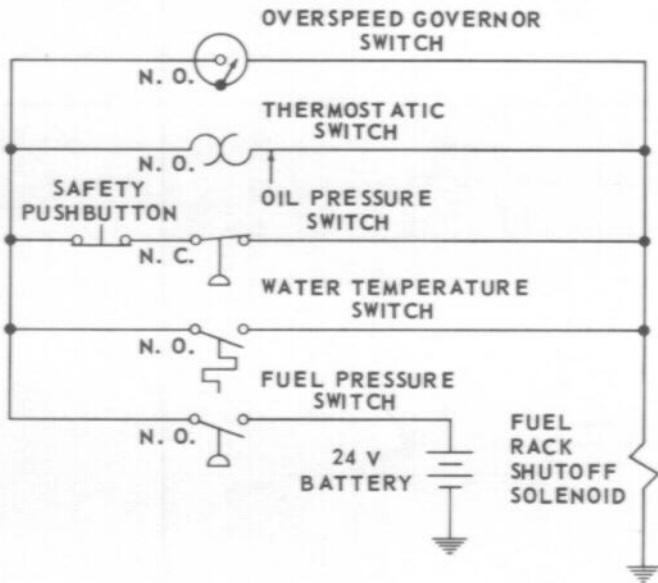 OVERSPEED GOVERNOR
SWITCH
N. O.
THERMOSTATIC
SWITCH
N. O.
SAFETY
PUSHBUTTON
OIL PRESSURE
SWITCH
N. C.
WATER TEMPERATURE
SWITCH
N. O.
FUEL PRESSURE
SWITCH
N. O.
24 V
BATTERY
FUEL
RACK
SHUTOFF
SOLENOID